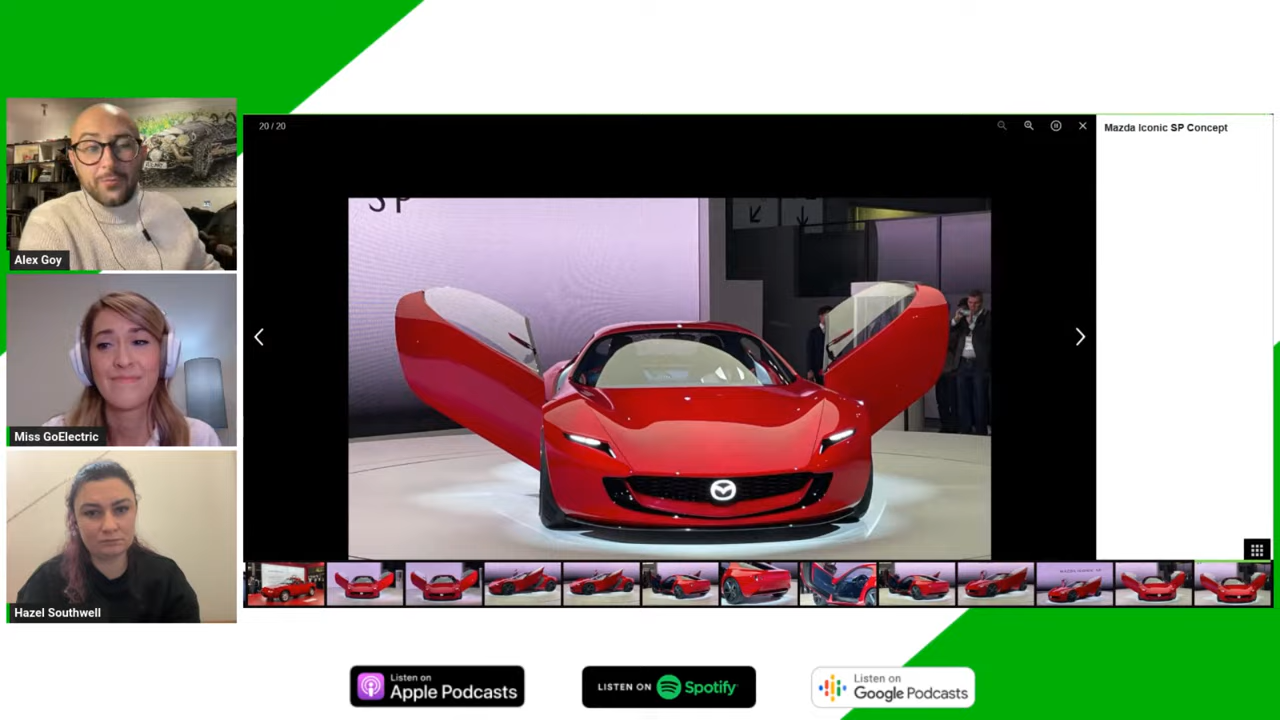 20 / 20
Mazda Iconic SP Concept
SP
Alex Goy
Miss GoElectric
Hazel Southwell
Listen on
Apple Podcasts
LISTEN ON Spotify
Listen on
Google Podcasts